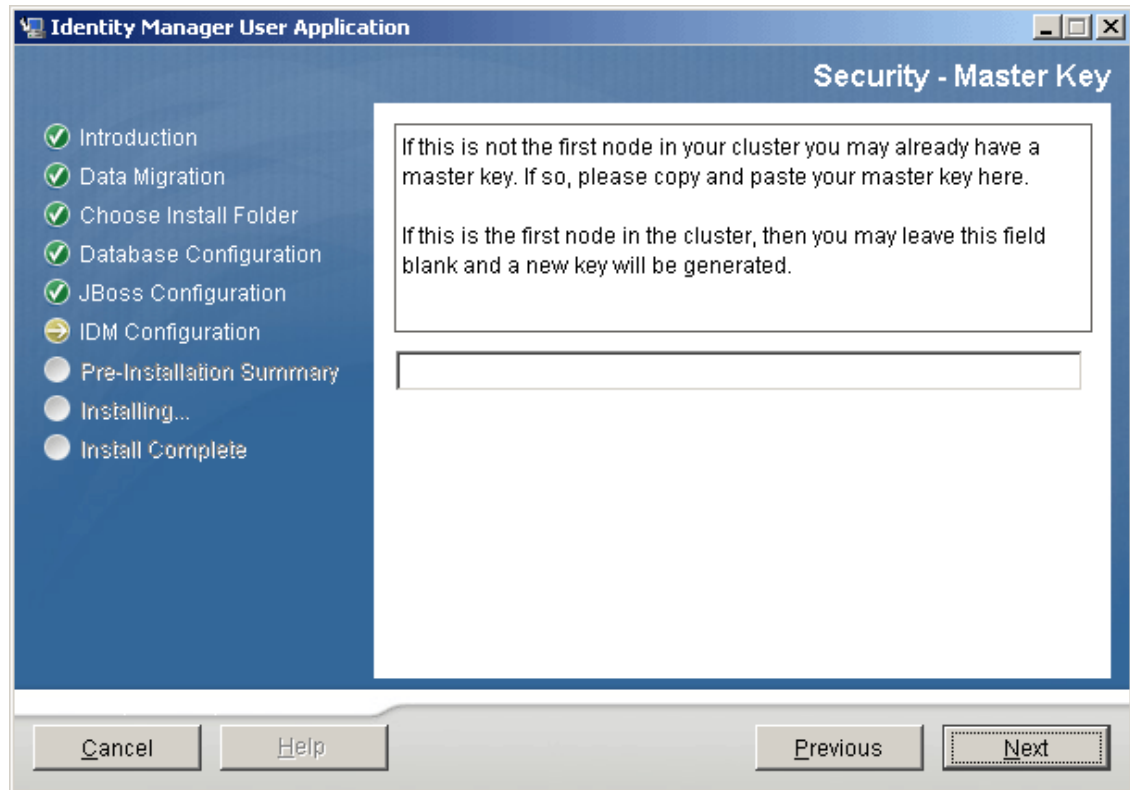 Identity Manager User Application
Security - Master Key
Introduction
Data Migration
Choose Install Folder
Database Configuration
JBoss Configuration
IDM Configuration
Pre-Installation Summary
Installing...
Install Complete
If this is not the first node in your cluster you may already have a
master key. If so, please copy and paste your master key here.
If this is the first node in the cluster, then you may leave this field
blank and a new key will be generated.
Cancel
Help
Previous
Next